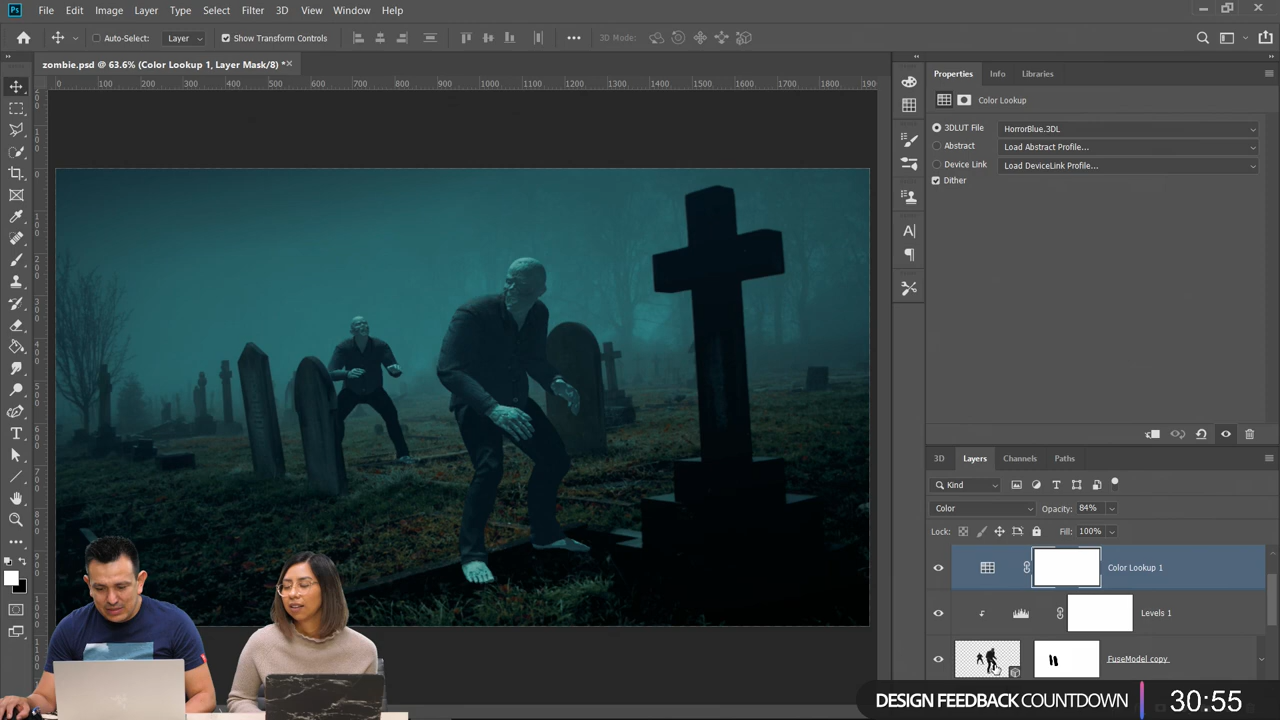 Ps File Edit Image Layer Type Select Filter 3D View Window Help
Auto-Select: Layer Show Transform Controls 3D Mode:
zombie.psd @ 63.6% (Color Lookup 1, Layer Mask/8) *
0 100 200 300 400 500 600 700 800 900 1000 1100 1200 1300 1400 1500 1600 1700 1800 1900
Properties Info Libraries
Color Lookup
3DLUT File HorrorBlue.3DL
Abstract Load Abstract Profile...
Device Link Load DeviceLink Profile...
Dither
3D Layers Channels Paths
Kind
Color Opacity: 84%
Lock: Fill: 100%
Color Lookup 1
Levels 1
FuseModel copy
DESIGN FEEDBACK COUNTDOWN 30:55